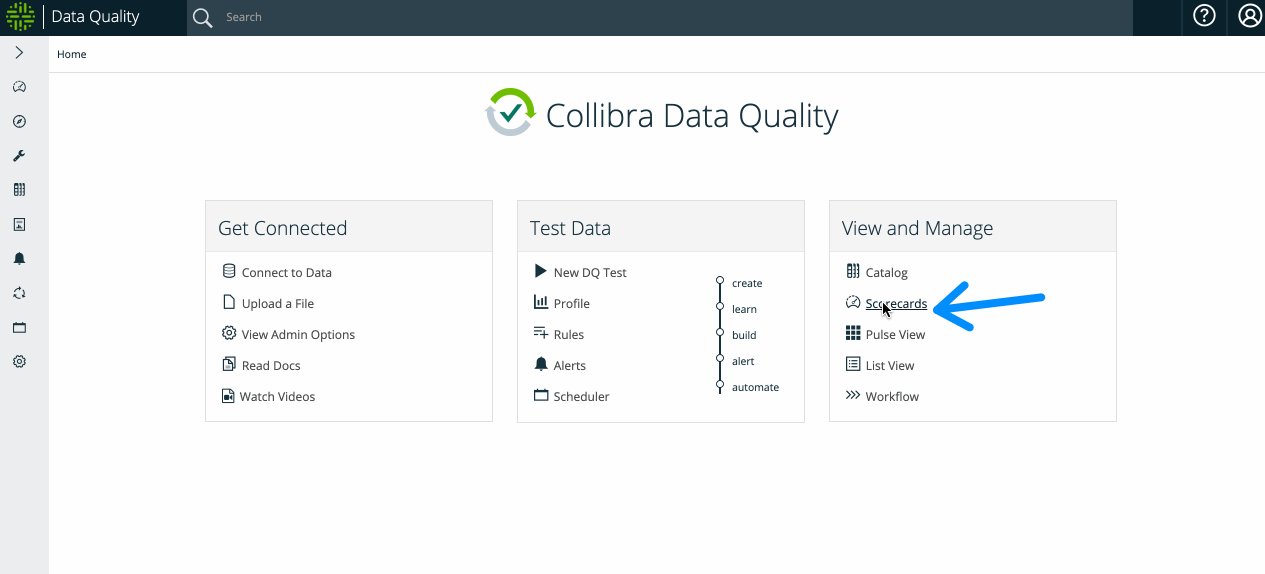 Data Quality
Search
Home
Collibra Data Quality
Get Connected
Connect to Data
Upload a File
View Admin Options
Read Docs
Watch Videos
Test Data
New DQ Test
Profile
Rules
Alerts
Scheduler
create
learn
build
alert
automate
View and Manage
Catalog
Scorecards
Pulse View
List View
Workflow